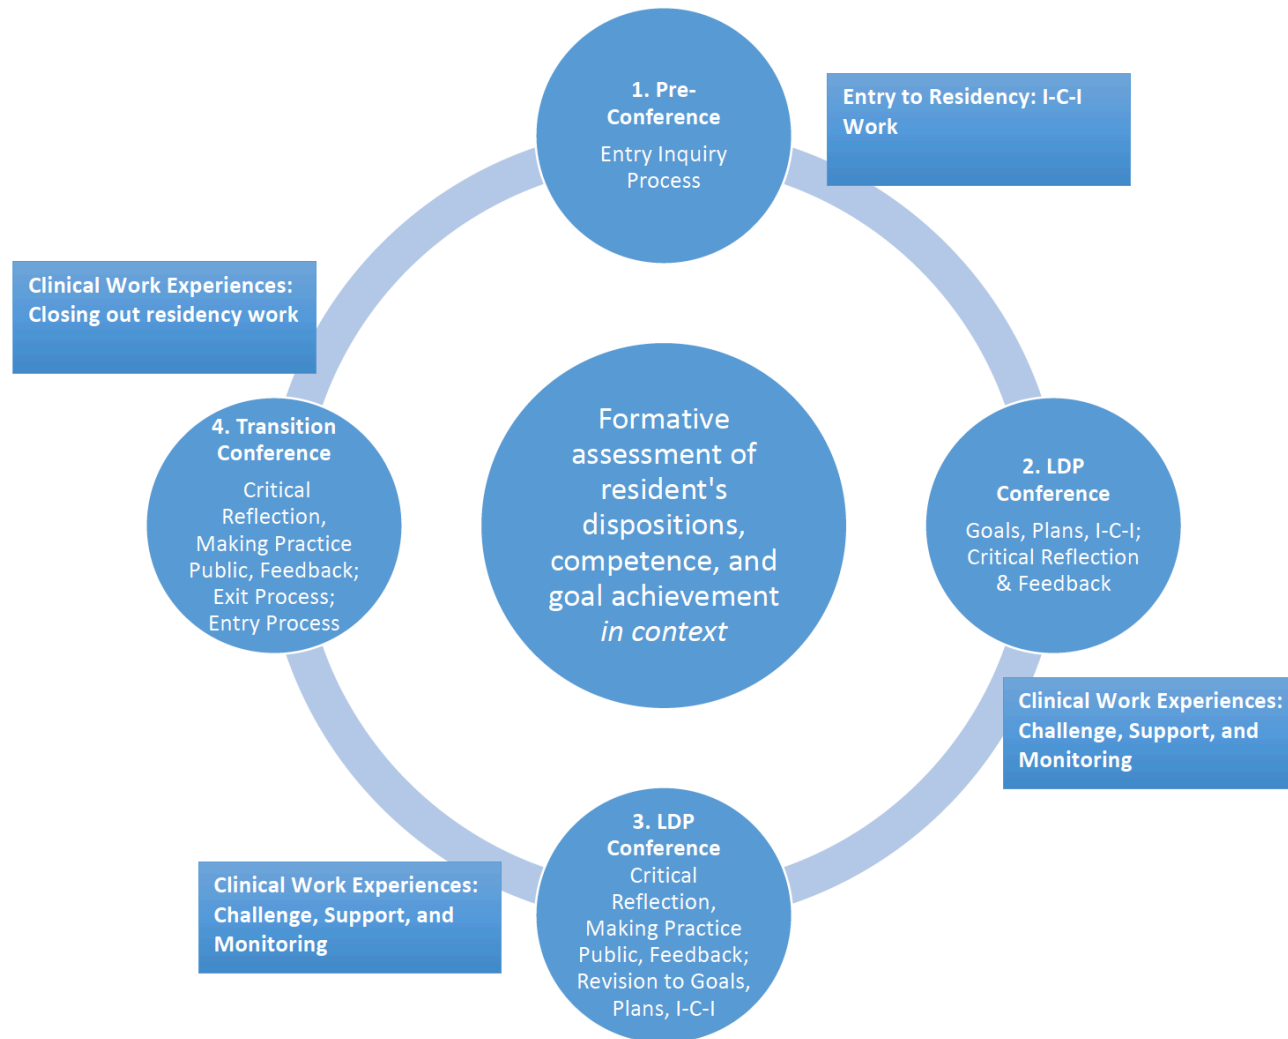 1. Pre-
Conference
Entry Inquiry
Process
Entry to Residency: I-C-I
Work
Clinical Work Experiences:
Closing out residency work
Formative
assessment of
resident's
dispositions,
competence, and
goal achievement
in context
4. Transition
Conference
Critical
Reflection,
Making Practice
Public, Feedback;
Exit Process;
Entry Process
2. LDP
Conference
Goals, Plans, I-C-I;
Critical Reflection
& Feedback
Clinical Work Experiences:
Challenge, Support, and
Monitoring
3. LDP
Conference
Critical
Reflection,
Making Practice
Public, Feedback;
Revision to Goals,
Plans, I-C-I
Clinical Work Experiences:
Challenge, Support, and
Monitoring